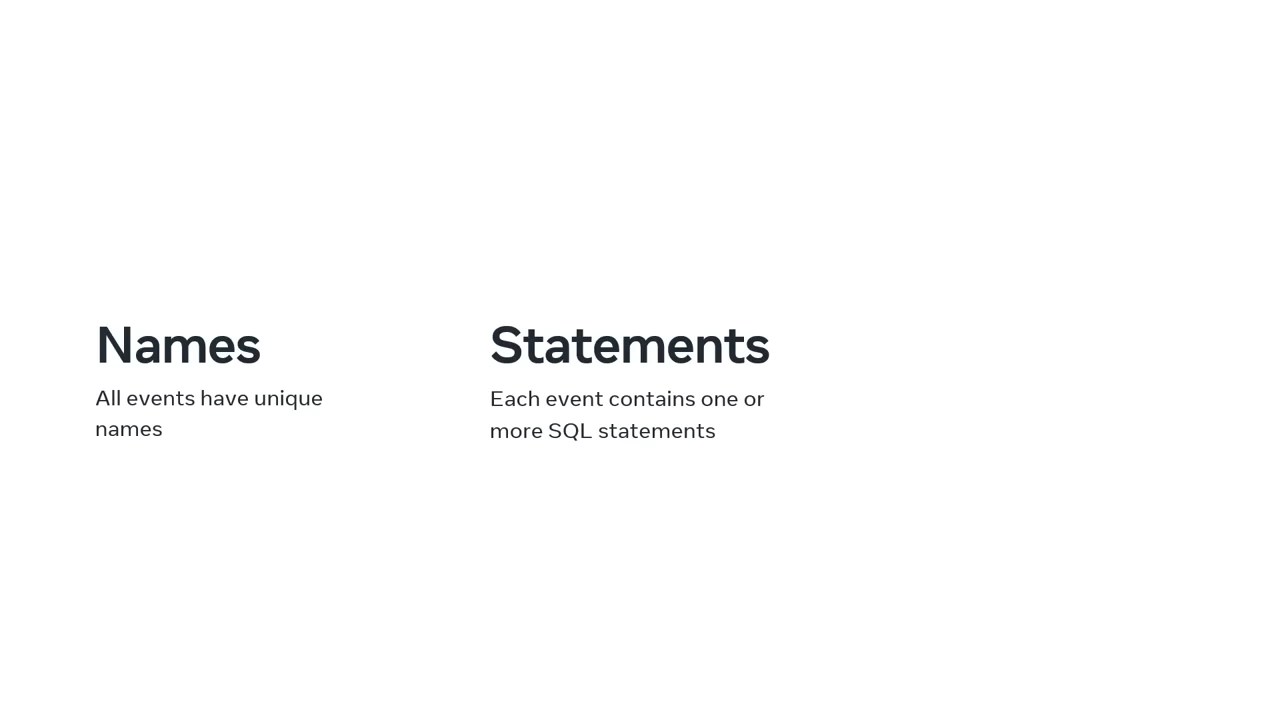 Names
All events have unique
names
Statements
Each event contains one or
more SQL statements